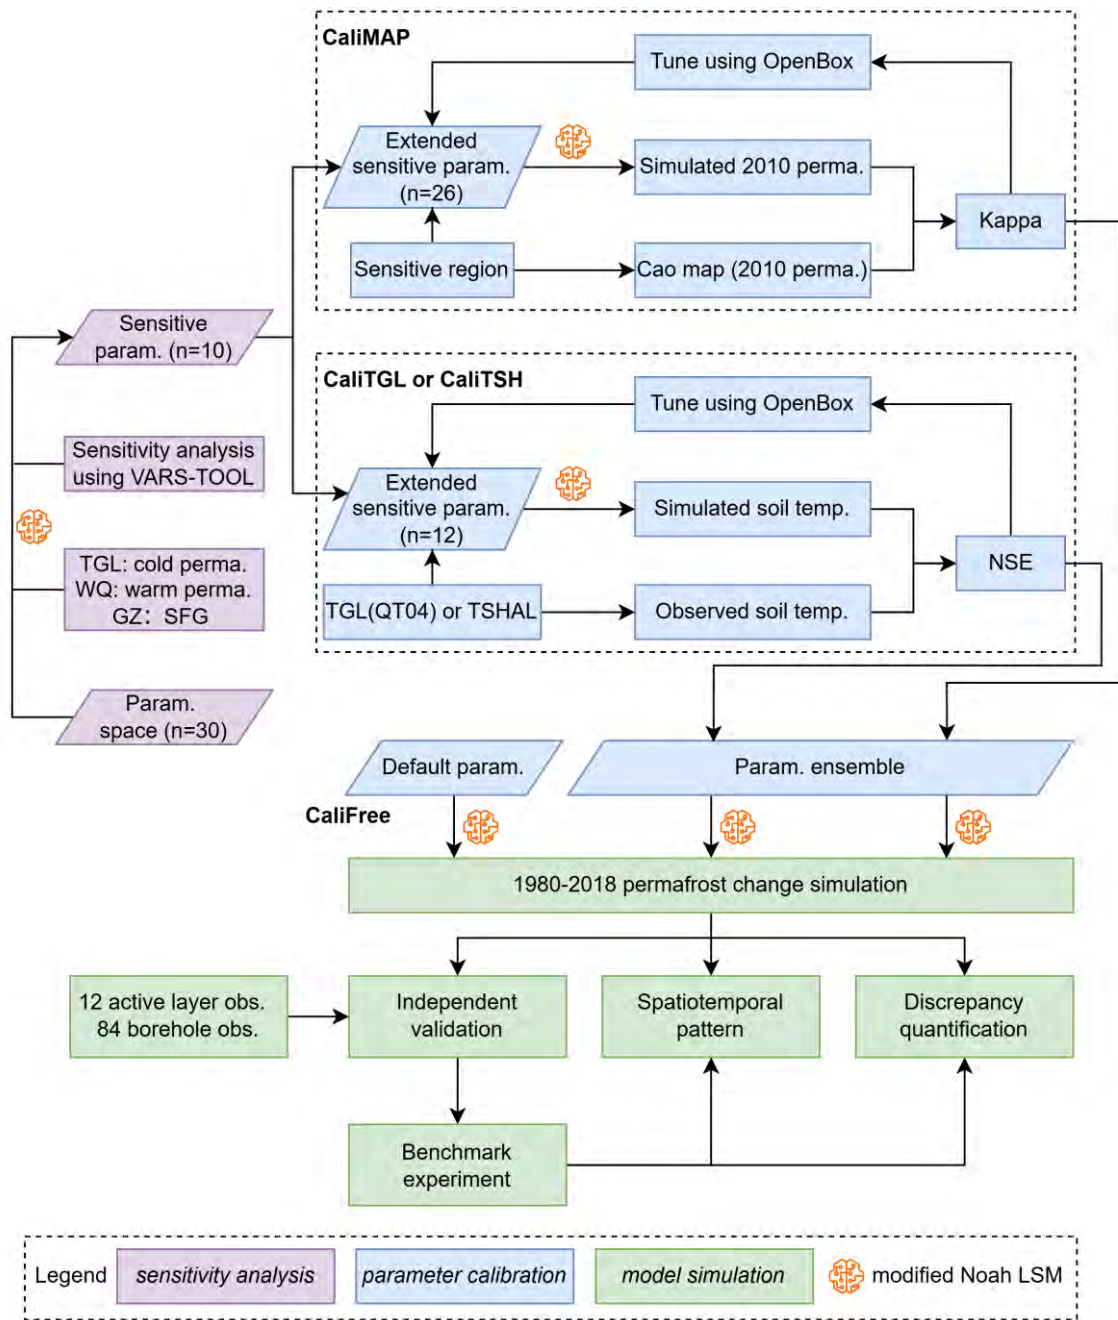 CaliMAP
Tune using OpenBox
Extended
sensitive param.
(n=26)
Simulated 2010 perma.
Kappa
Sensitive region
Cao map (2010 perma.)
Sensitive
param. (n=10)
Sensitivity analysis
using VARS-TOOL
TGL: cold perma.
WQ: warm perma.
GZ: SFG
Param.
space (n=30)
CaliTGL or CaliTSH
Tune using OpenBox
Extended
sensitive param.
(n=12)
Simulated soil temp.
NSE
TGL(QT04) or TSHAL
Observed soil temp.
Default param.
Param. ensemble
CaliFree
1980-2018 permafrost change simulation
12 active layer obs.
84 borehole obs.
Independent
validation
Spatiotemporal
pattern
Discrepancy
quantification
Benchmark
experiment
Legend
sensitivity analysis
parameter calibration
model simulation
modified Noah LSM